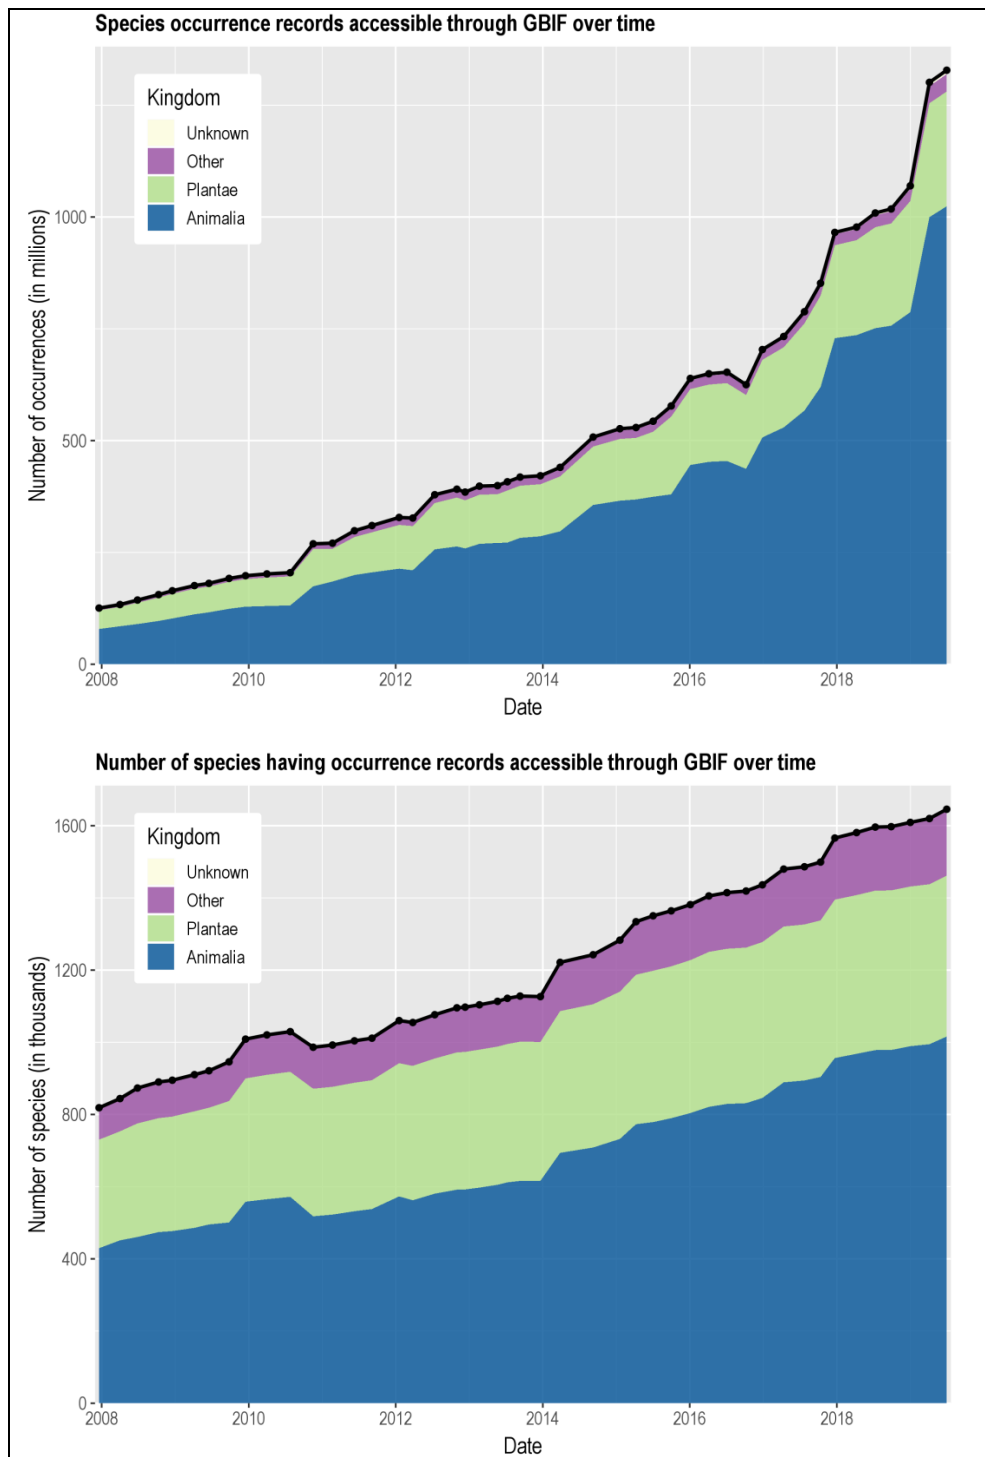 Species occurrence records accessible through GBIF over time
Kingdom
Unknown
Other
Plantae
Animalia
Number of occurrences (in millions)
1000
500
0
2008 2010 2012 2014 2016 2018
Date
Number of species having occurrence records accessible through GBIF over time
Kingdom
Unknown
Other
Plantae
Animalia
Number of species (in thousands)
1600
1200
800
400
0
2008 2010 2012 2014 2016 2018
Date